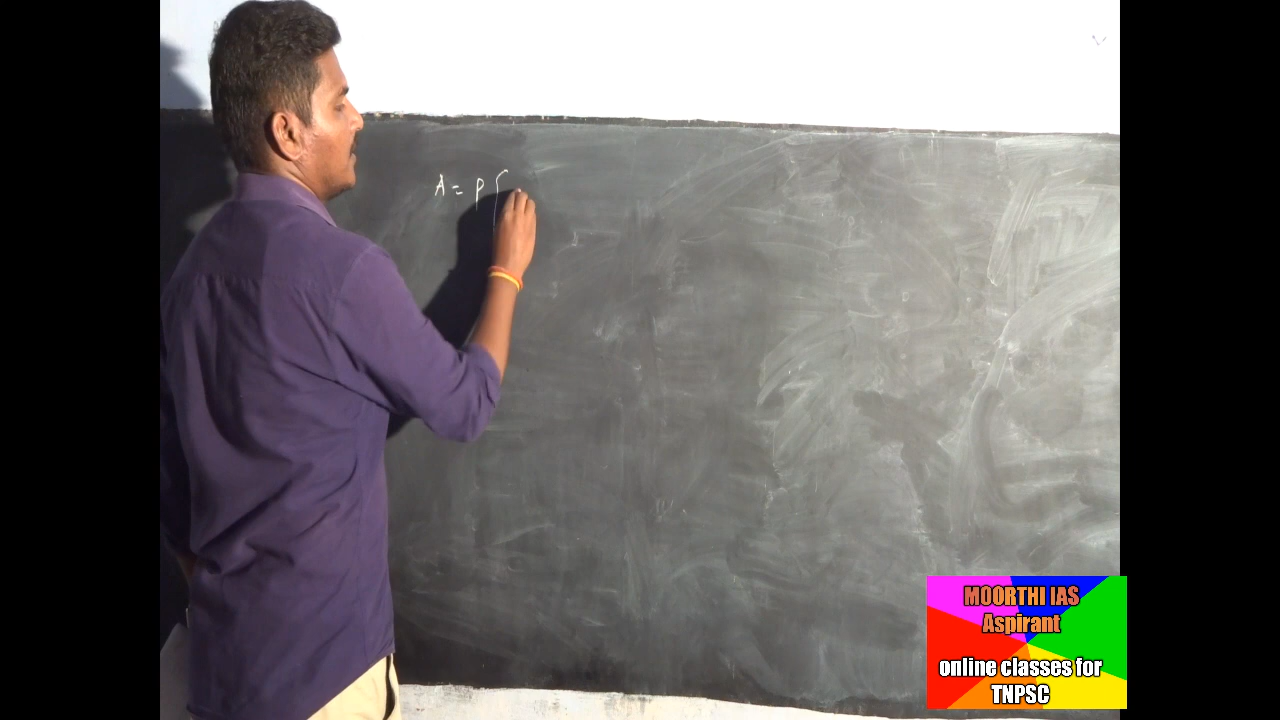 A = P [
MOORTHI IAS
Aspirant
online classes for
TNPSC